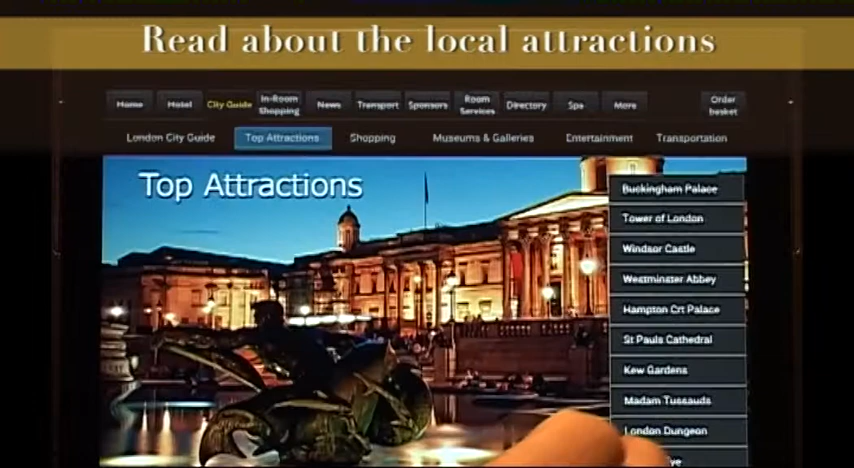 Read about the local attractions
Home Hotel City Guide In-Room Shopping News Transport Sponsors Room Services Directory Spa More Order basket
London City Guide Top Attractions Shopping Museums & Galleries Entertainment Transportation
Top Attractions
Buckingham Palace
Tower of London
Windsor Castle
Westminster Abbey
Hampton Crt Palace
St Pauls Cathedral
Kew Gardens
Madam Tussauds
London Dungeon